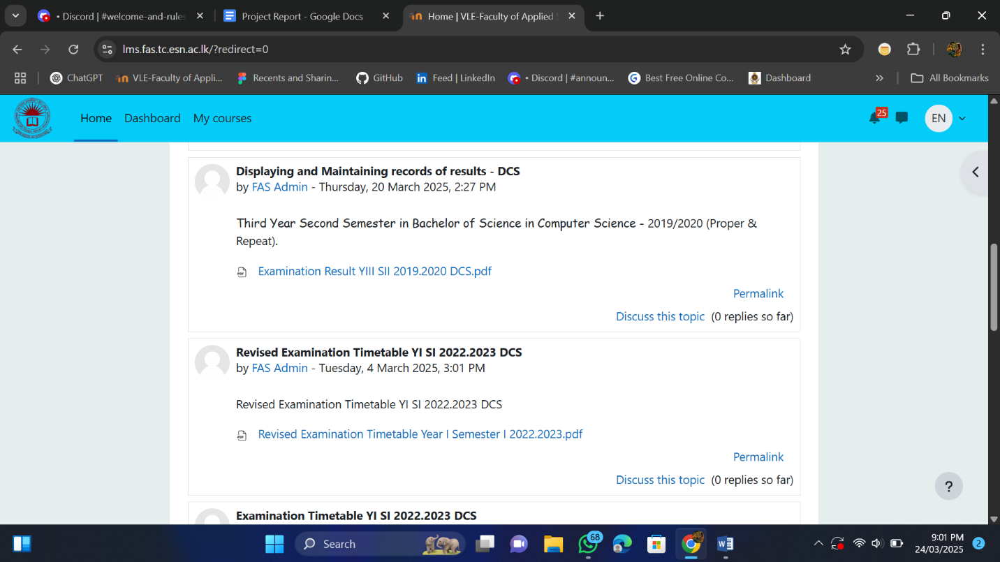 • Discord | #welcome-and-rules
Project Report - Google Docs
Home | VLE-Faculty of Applied
lms.fas.tc.esn.ac.lk/?redirect=0
ChatGPT
VLE-Faculty of Appli...
Recents and Sharin...
GitHub
Feed | LinkedIn
• Discord | #announ...
Best Free Online Co...
Dashboard
»
All Bookmarks
Home
Dashboard
My courses
25
EN
Displaying and Maintaining records of results - DCS
by FAS Admin - Thursday, 20 March 2025, 2:27 PM
Third Year Second Semester in Bachelor of Science in Computer Science - 2019/2020 (Proper &
Repeat).
Examination Result YIII SII 2019.2020 DCS.pdf
Permalink
Discuss this topic (0 replies so far)
Revised Examination Timetable YI SI 2022.2023 DCS
by FAS Admin - Tuesday, 4 March 2025, 3:01 PM
Revised Examination Timetable YI SI 2022.2023 DCS
Revised Examination Timetable Year I Semester I 2022.2023.pdf
Permalink
Discuss this topic (0 replies so far)
?
Examination Timetable YI SI 2022.2023 DCS
Search
68
9:01 PM
24/03/2025
2